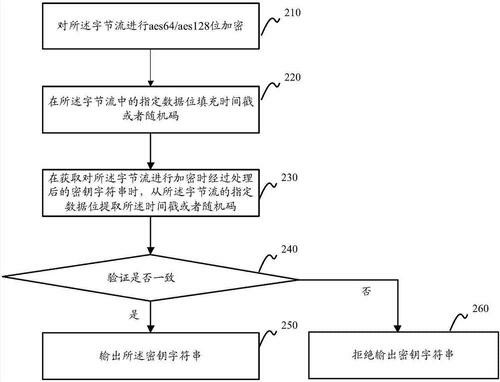 210
对所述字节流进行aes64/aes128位加密
220
在所述字节流中的指定数据位填充时间戳
或者随机码
230
在获取对所述字节流进行加密时经过处理
后的密钥字符串时，从所述字节流的指定
数据位提取所述时间戳或者随机码
240
验证是否一致
否
是
250
输出所述密钥字符串
260
拒绝输出密钥字符串